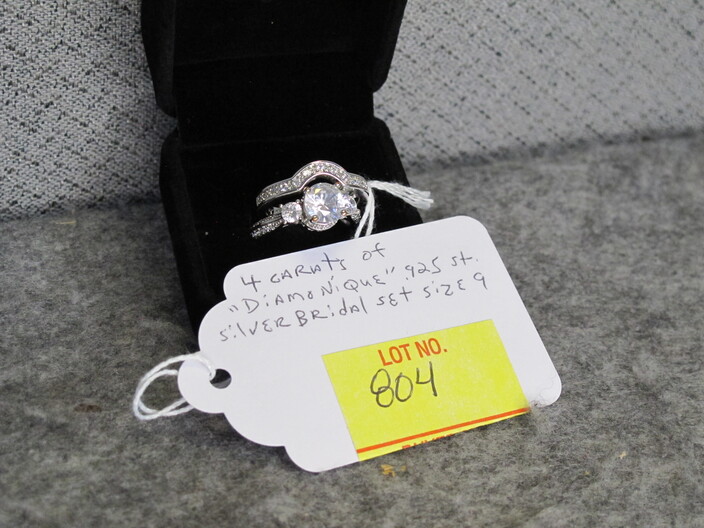 4 CARATS of
"DiAMONiQUE" .925 st.
SilVER BRidAl SET SiZE 9
LOT NO.
804